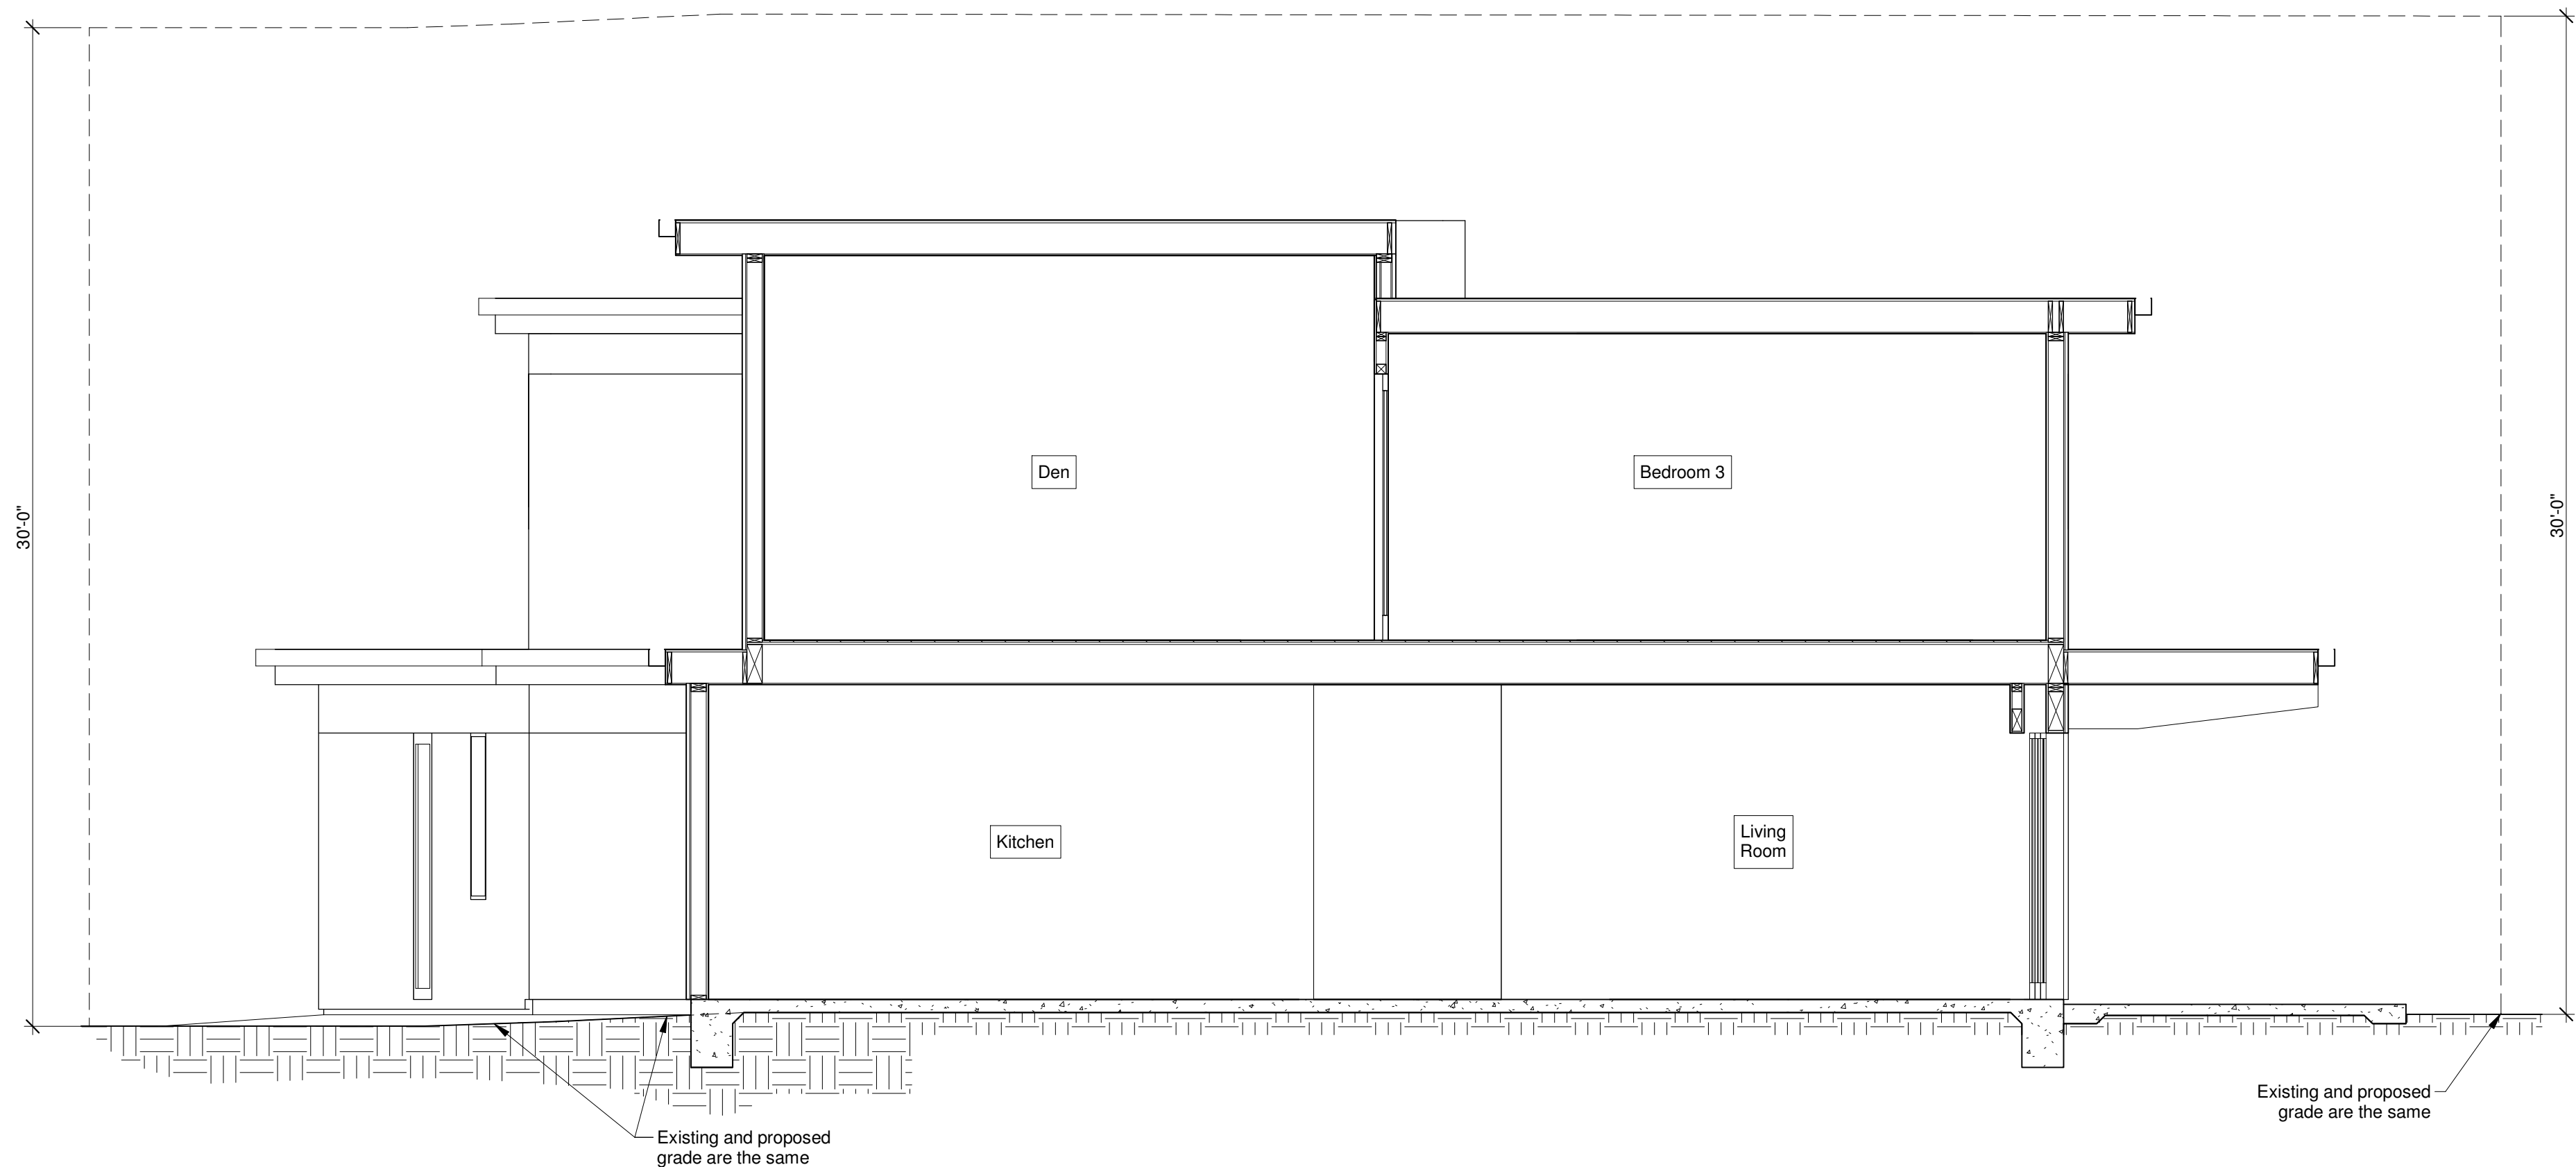 30'-0"
30'-0"
Den
Bedroom 3
Kitchen
Living
Room
Existing and proposed
grade are the same
Existing and proposed
grade are the same